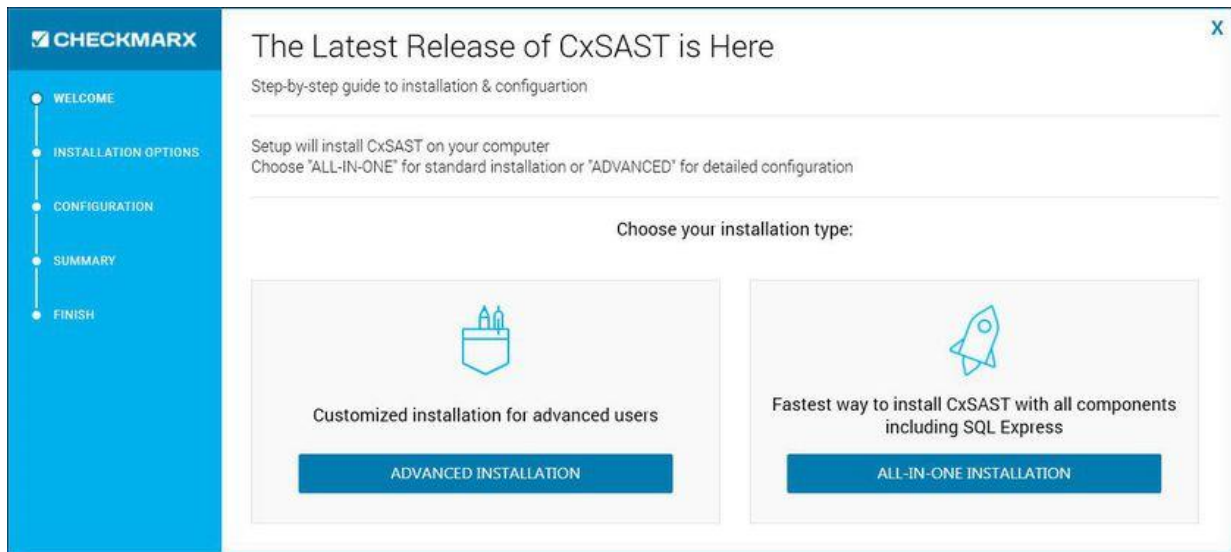 CHECKMARX
WELCOME
INSTALLATION OPTIONS
CONFIGURATION
SUMMARY
FINISH
X
The Latest Release of CxSAST is Here
Step-by-step guide to installation & configuartion
Setup will install CxSAST on your computer
Choose "ALL-IN-ONE" for standard installation or "ADVANCED" for detailed configuration
Choose your installation type:
Customized installation for advanced users
ADVANCED INSTALLATION
Fastest way to install CxSAST with all components
including SQL Express
ALL-IN-ONE INSTALLATION